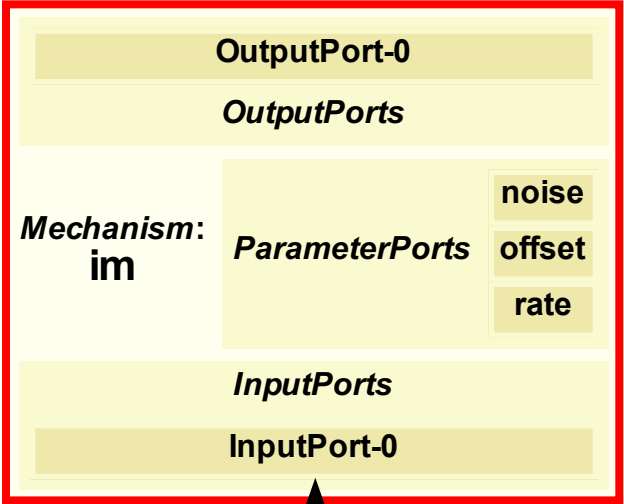 OutputPort-0
OutputPorts
Mechanism:
im
ParameterPorts
noise
offset
rate
InputPorts
InputPort-0